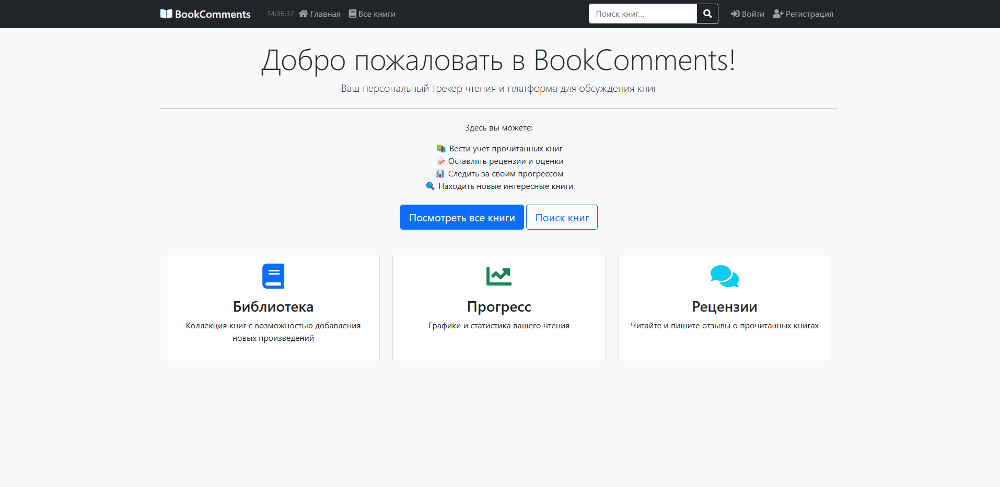 BookComments 14:36:37 Главная Все книги Поиск книг... Войти Регистрация
Добро пожаловать в BookComments!
Ваш персональный трекер чтения и платформа для обсуждения книг
Здесь вы можете:
📚 Вести учет прочитанных книг
📝 Оставлять рецензии и оценки
📊 Следить за своим прогрессом
🔍 Находить новые интересные книги
Посмотреть все книги Поиск книг
Библиотека
Коллекция книг с возможностью добавления
новых произведений
Прогресс
Графики и статистика вашего чтения
Рецензии
Читайте и пишите отзывы о прочитанных книгах